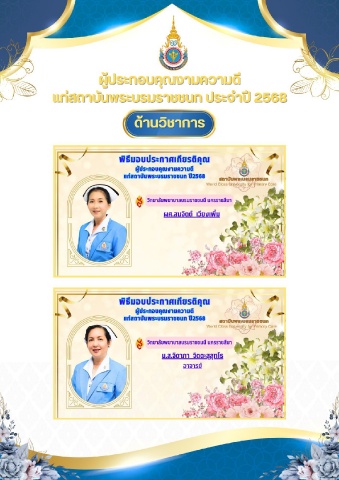 ผู้ประกอบคุณงามความดี
แก่สถาบันพระบรมราชชนก ประจำปี 2568
ด้านวิชาการ
พิธีมอบประกาศเกียรติคุณ
ผู้ประกอบคุณงามความดี
แก่สถาบันพระบรมราชชนก ปี2568
สถาบันพระบรมราชชนก
วิทยาลัยพยาบาลบรมราชชนนี นครราชสีมา
ผศ.สมจิตต์ เวียงเพิ่ม
พิธีมอบประกาศเกียรติคุณ
ผู้ประกอบคุณงามความดี
แก่สถาบันพระบรมราชชนก ปี2568
สถาบันพระบรมราชชนก
วิทยาลัยพยาบาลบรมราชชนนี นครราชสีมา
อาจารย์